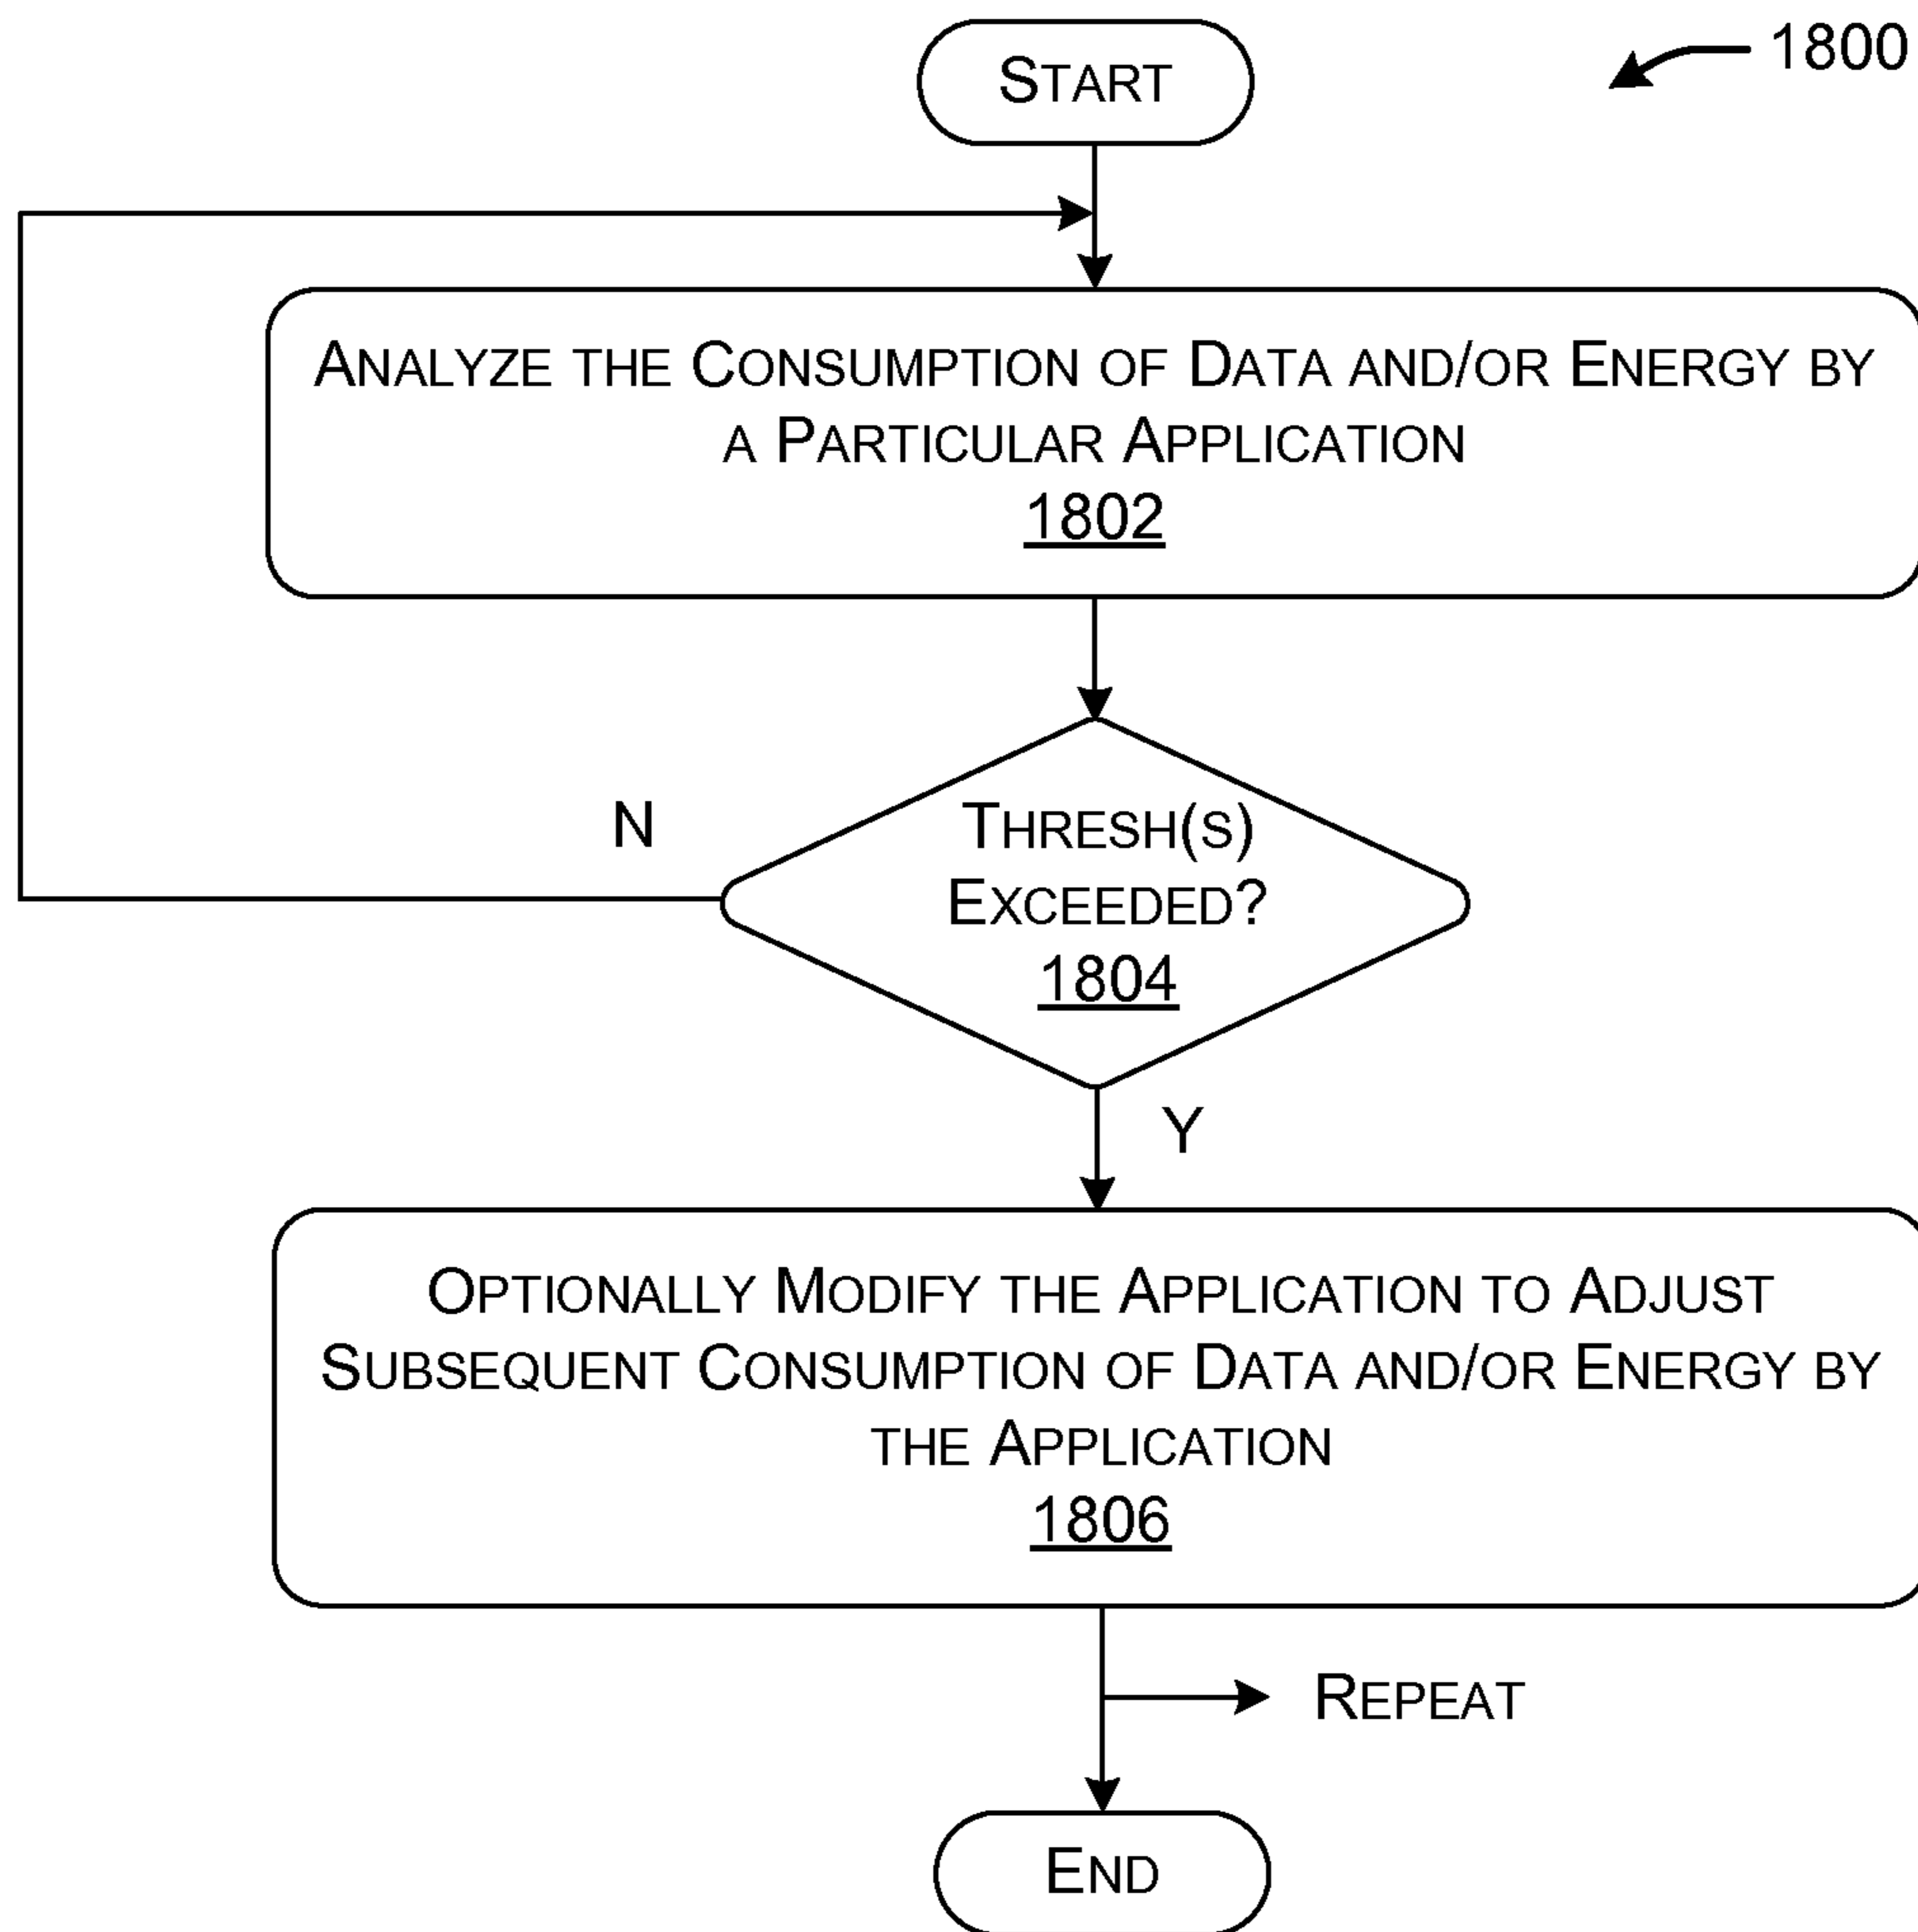 START
1800
ANALYZE THE CONSUMPTION OF DATA AND/OR ENERGY BY
A PARTICULAR APPLICATION
1802
N
THRESH(S)
EXCEEDED?
1804
Y
OPTIONALLY MODIFY THE APPLICATION TO ADJUST
SUBSEQUENT CONSUMPTION OF DATA AND/OR ENERGY BY
THE APPLICATION
1806
REPEAT
END